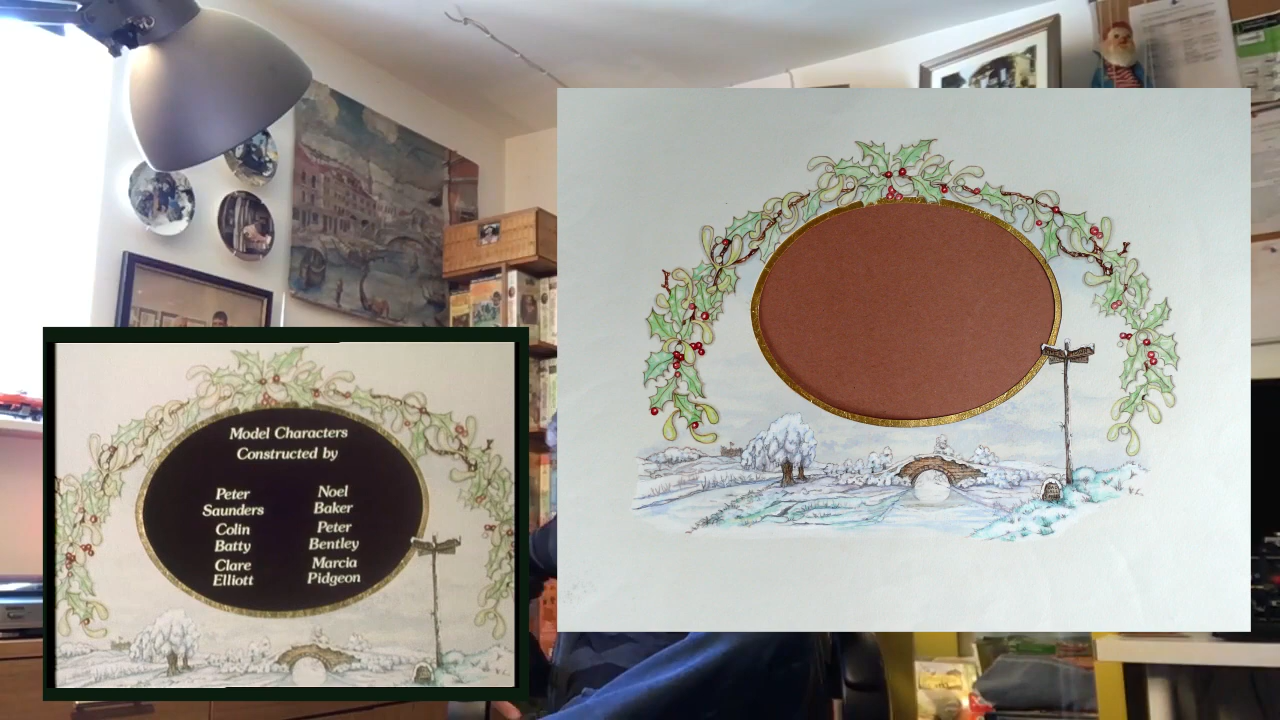 Model Characters
Constructed by
Peter
Saunders
Colin
Batty
Clare
Elliott
Noel
Baker
Peter
Bentley
Marcia
Pidgeon